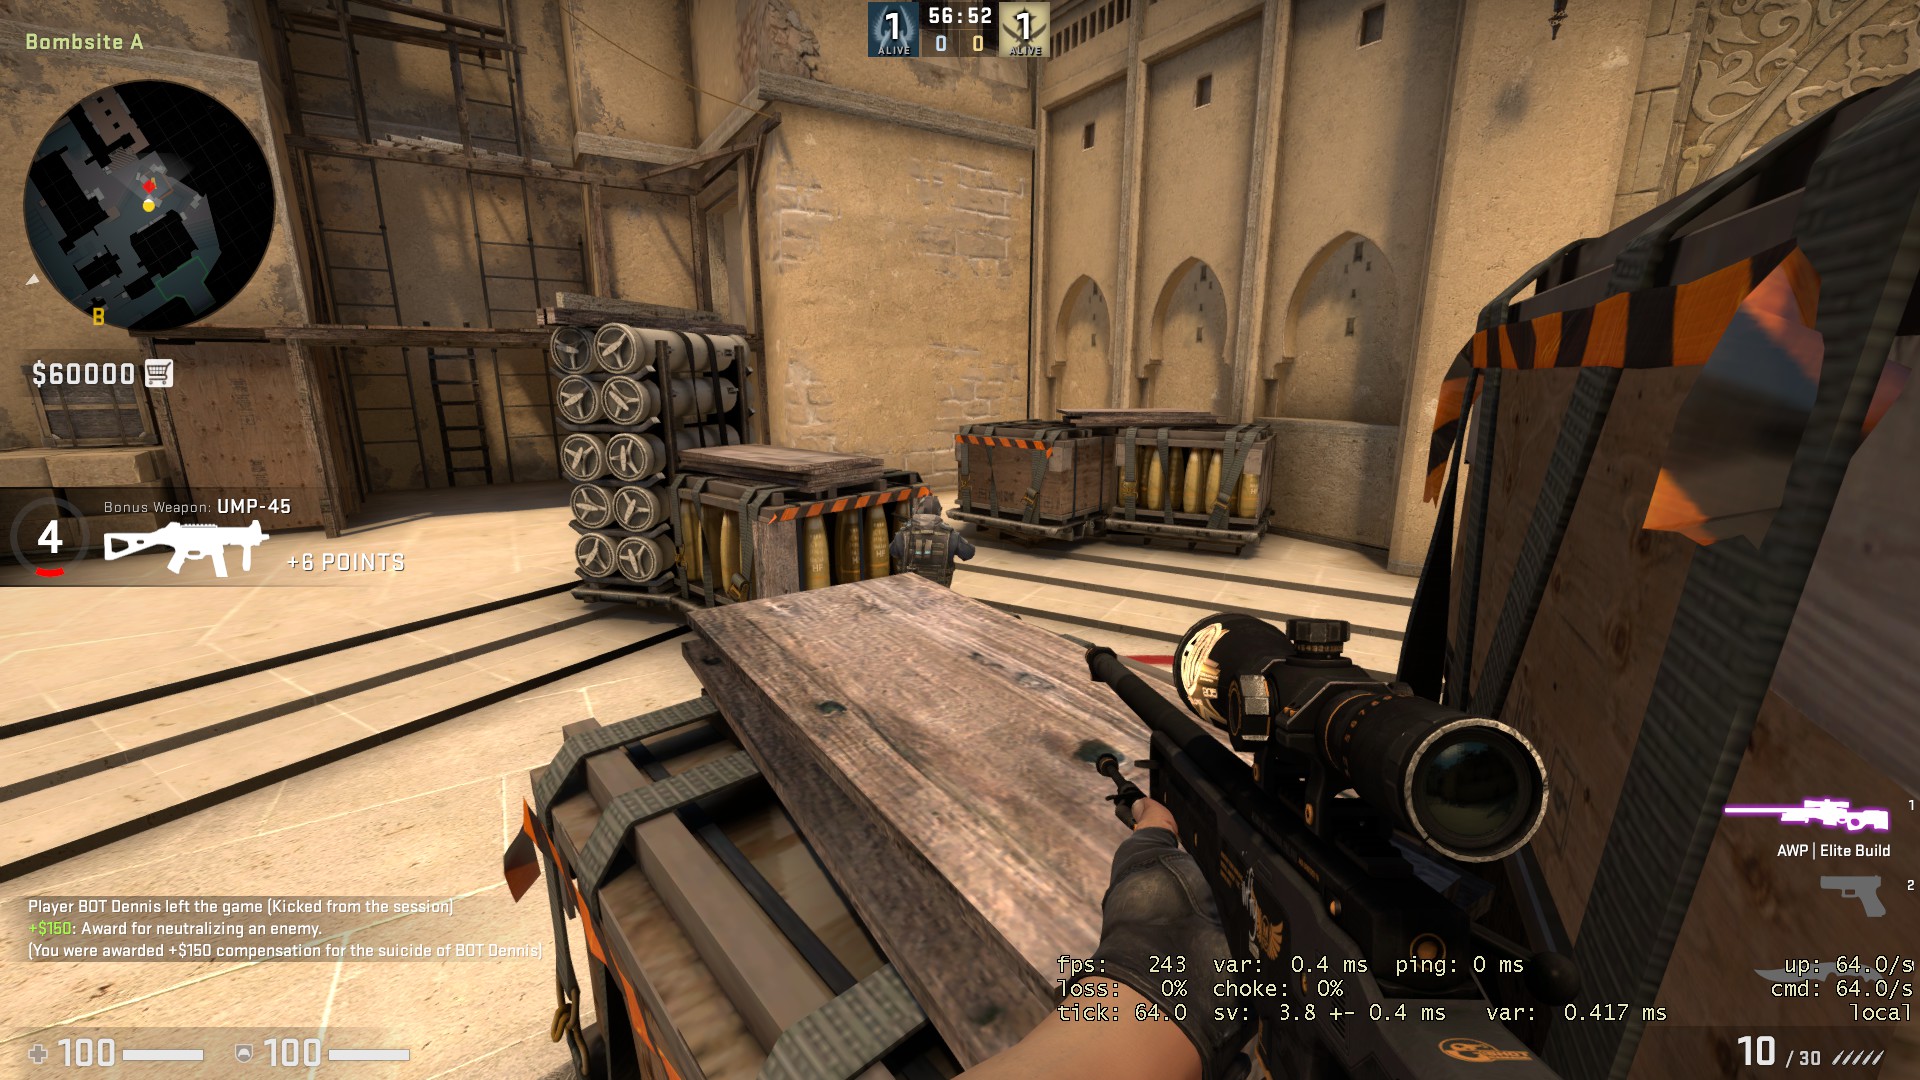 Bombsite A
1
ALIVE
56:52
0 0
1
ALIVE
B
$60000
4
Bonus Weapon: UMP-45
+6 POINTS
1
AWP | Elite Build
2
Player BOT Dennis left the game (Kicked from the session)
+$150: Award for neutralizing an enemy.
(You were awarded +$150 compensation for the suicide of BOT Dennis)
fps: 243 var: 0.4 ms ping: 0 ms
loss: 0% choke: 0%
tick: 64.0 sv: 3.8 +- 0.4 ms var: 0.417 ms
up: 64.0/s
cmd: 64.0/s
local
100
100
10 / 30